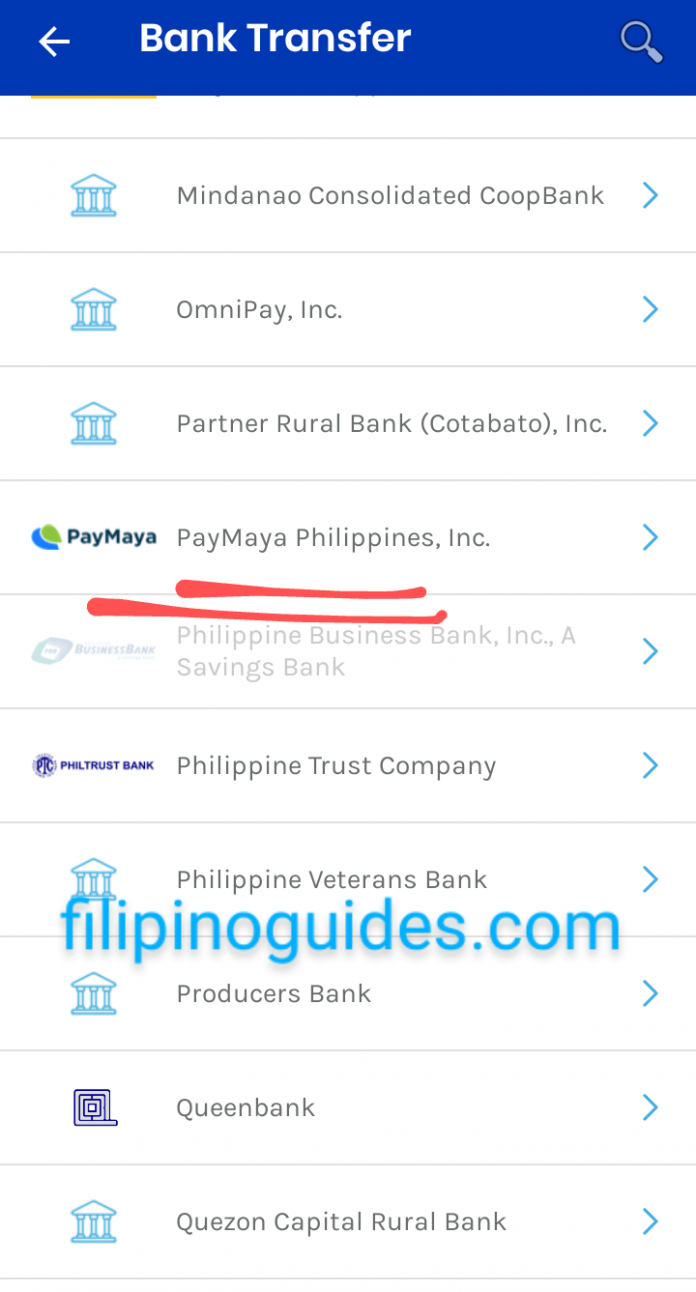 Bank Transfer
Mindanao Consolidated CoopBank
OmniPay, Inc.
Partner Rural Bank (Cotabato), Inc.
PayMaya PayMaya Philippines, Inc.
BUSINESSBANK Philippine Business Bank, Inc., A
Savings Bank
PTC PHILTRUST BANK Philippine Trust Company
Philippine Veterans Bank
filipinoguides.com
Producers Bank
Queenbank
Quezon Capital Rural Bank